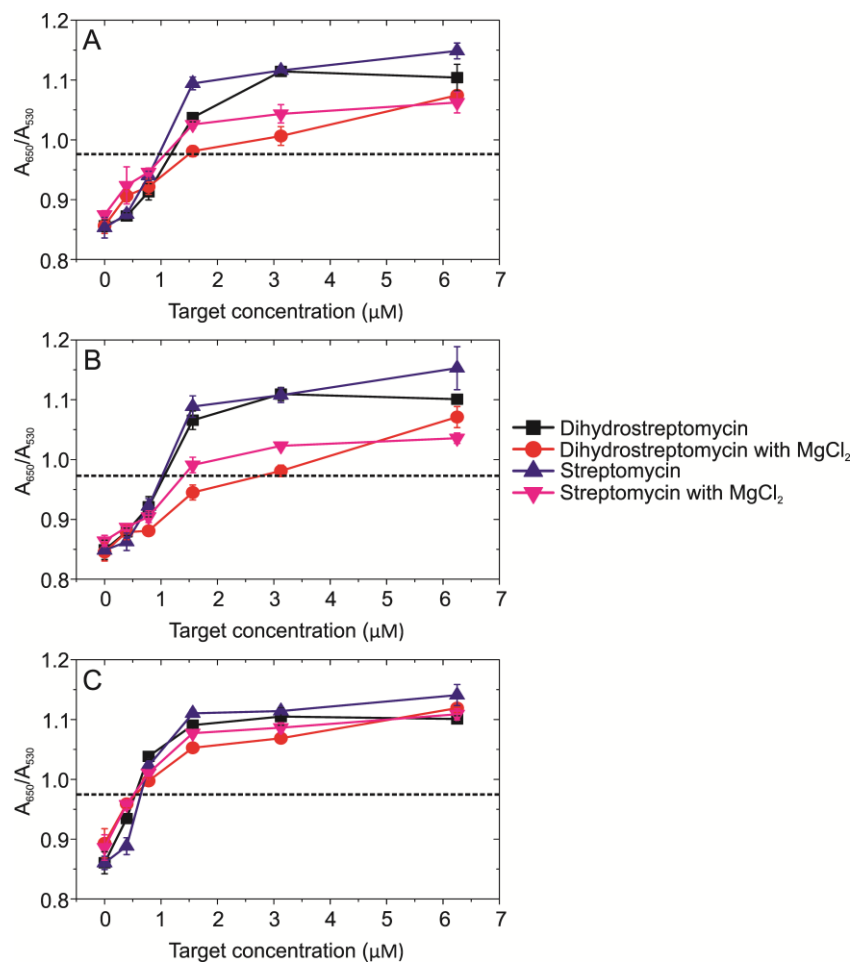 A
1.2
1.1
1.0
0.9
0.8
A₆₅₀/A₅₃₀
0 1 2 3 4 5 6 7
Target concentration (μM)
B
1.2
1.1
1.0
0.9
0.8
A₆₅₀/A₅₃₀
0 1 2 3 4 5 6 7
Target concentration (μM)
Dihydrostreptomycin
Dihydrostreptomycin with MgCl₂
Streptomycin
Streptomycin with MgCl₂
C
1.2
1.1
1.0
0.9
0.8
A₆₅₀/A₅₃₀
0 1 2 3 4 5 6 7
Target concentration (μM)